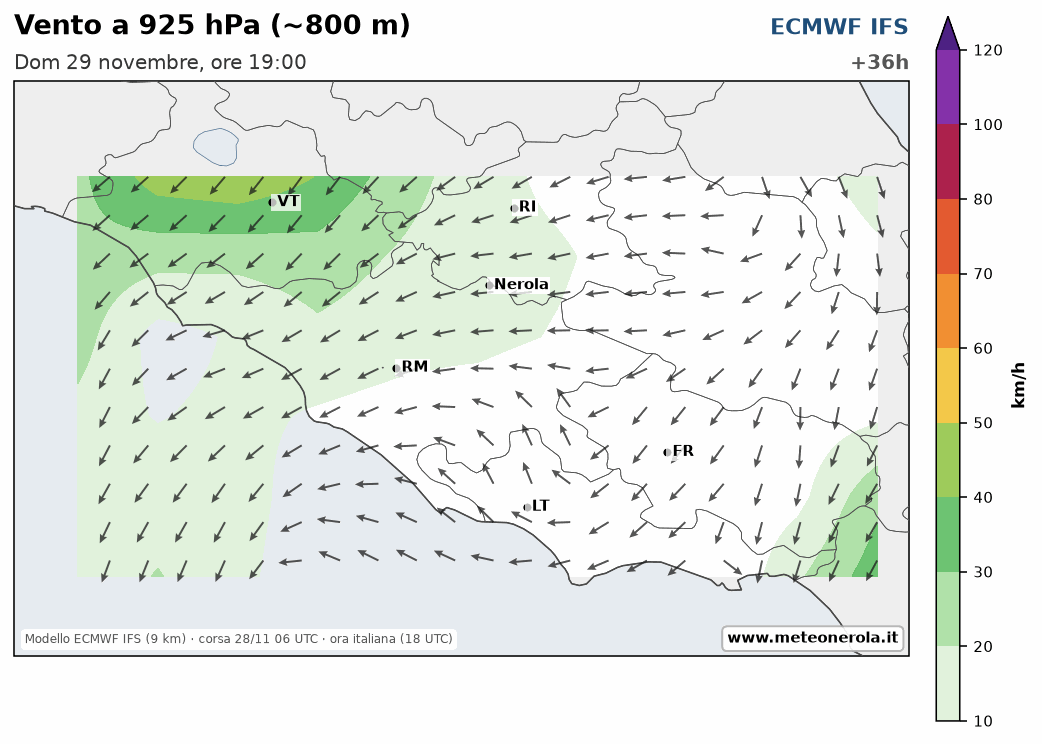 Vento a 925 hPa (~800 m)
ECMWF IFS
Dom 29 novembre, ore 19:00
+36h
VT
RI
Nerola
RM
FR
LT
120
100
80
70
60
50
40
30
20
10
km/h
Modello ECMWF IFS (9 km) · corsa 28/11 06 UTC · ora italiana (18 UTC)
www.meteonerola.it